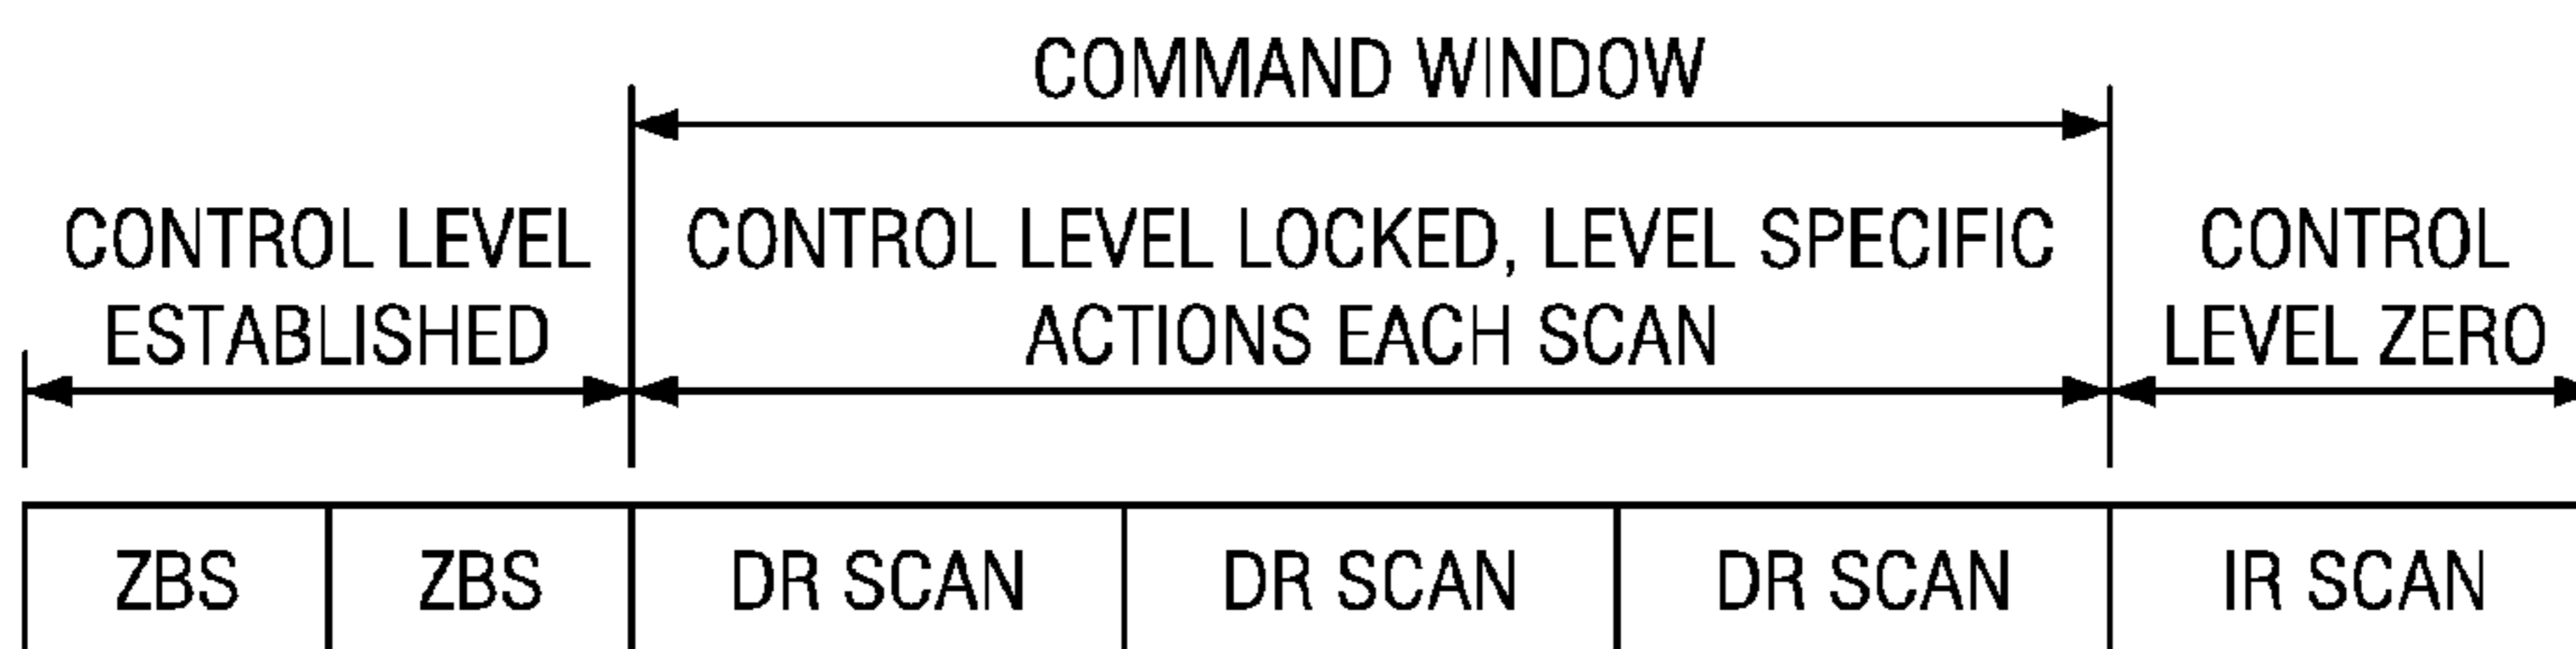 COMMAND WINDOW
CONTROL LEVEL
ESTABLISHED
CONTROL LEVEL LOCKED, LEVEL SPECIFIC
ACTIONS EACH SCAN
CONTROL
LEVEL ZERO
ZBS ZBS DR SCAN DR SCAN DR SCAN IR SCAN